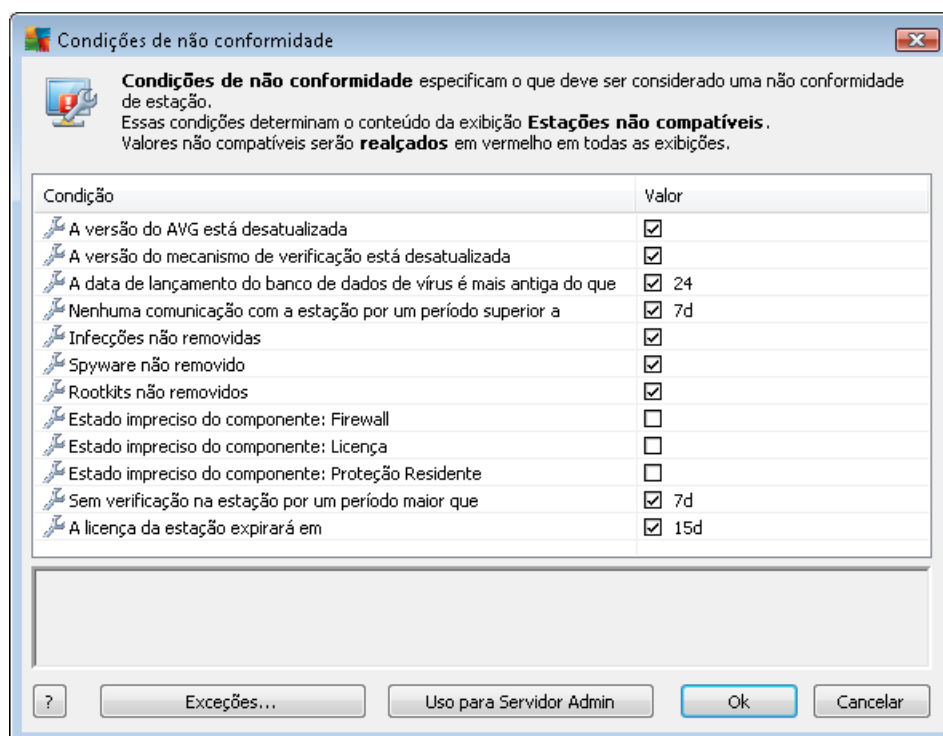 Condições de não conformidade
Condições de não conformidade especificam o que deve ser considerado uma não conformidade
de estação.
Essas condições determinam o conteúdo da exibição Estações não compatíveis.
Valores não compatíveis serão realçados em vermelho em todas as exibições.
Condição Valor
A versão do AVG está desatualizada
A versão do mecanismo de verificação está desatualizada
A data de lançamento do banco de dados de vírus é mais antiga do que 24
Nenhuma comunicação com a estação por um período superior a 7d
Infecções não removidas
Spyware não removido
Rootkits não removidos
Estado impreciso do componente: Firewall
Estado impreciso do componente: Licença
Estado impreciso do componente: Proteção Residente
Sem verificação na estação por um período maior que 7d
A licença da estação expirará em 15d
? Exceções... Uso para Servidor Admin Ok Cancelar